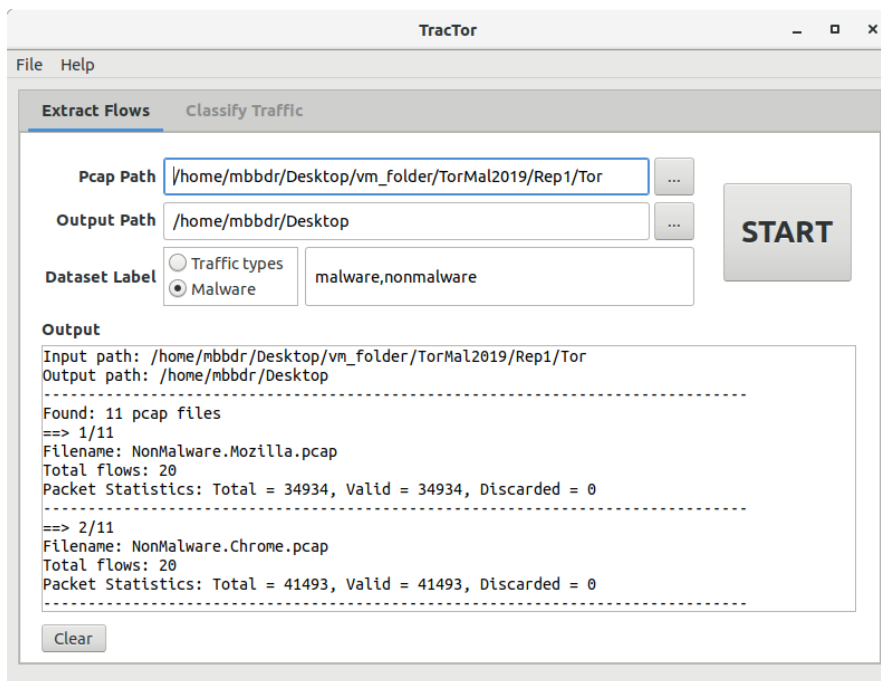 TracTor
File Help
Extract Flows Classify Traffic
Pcap Path /home/mbbdr/Desktop/vm_folder/TorMal2019/Rep1/Tor ...
Output Path /home/mbbdr/Desktop ...
START
Dataset Label Traffic types
Malware
malware,nonmalware
Output
Input path: /home/mbbdr/Desktop/vm_folder/TorMal2019/Rep1/Tor
Output path: /home/mbbdr/Desktop
--------------------------------------------------------------------------------
Found: 11 pcap files
==> 1/11
Filename: NonMalware.Mozilla.pcap
Total flows: 20
Packet Statistics: Total = 34934, Valid = 34934, Discarded = 0
--------------------------------------------------------------------------------
==> 2/11
Filename: NonMalware.Chrome.pcap
Total flows: 20
Packet Statistics: Total = 41493, Valid = 41493, Discarded = 0
--------------------------------------------------------------------------------
Clear